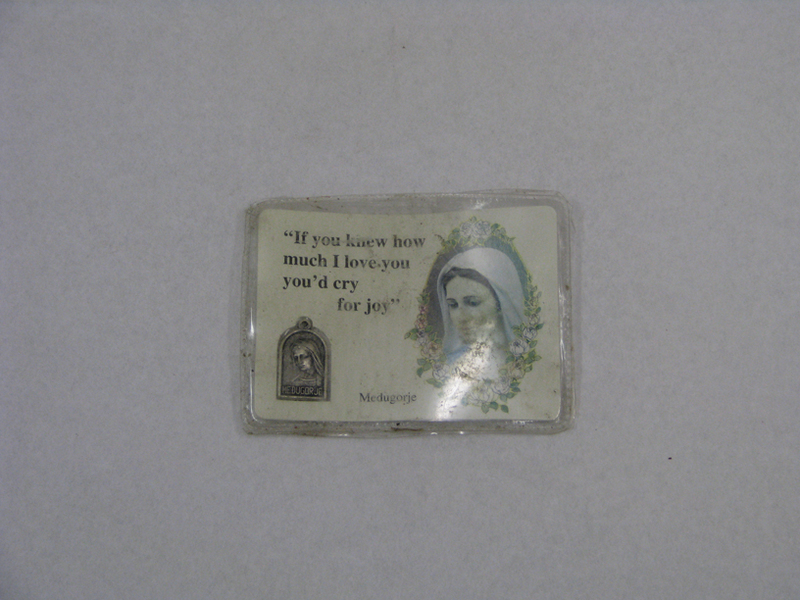 “If you knew how
much I love you
you’d cry
for joy”
MEDUGORJE
Medugorje